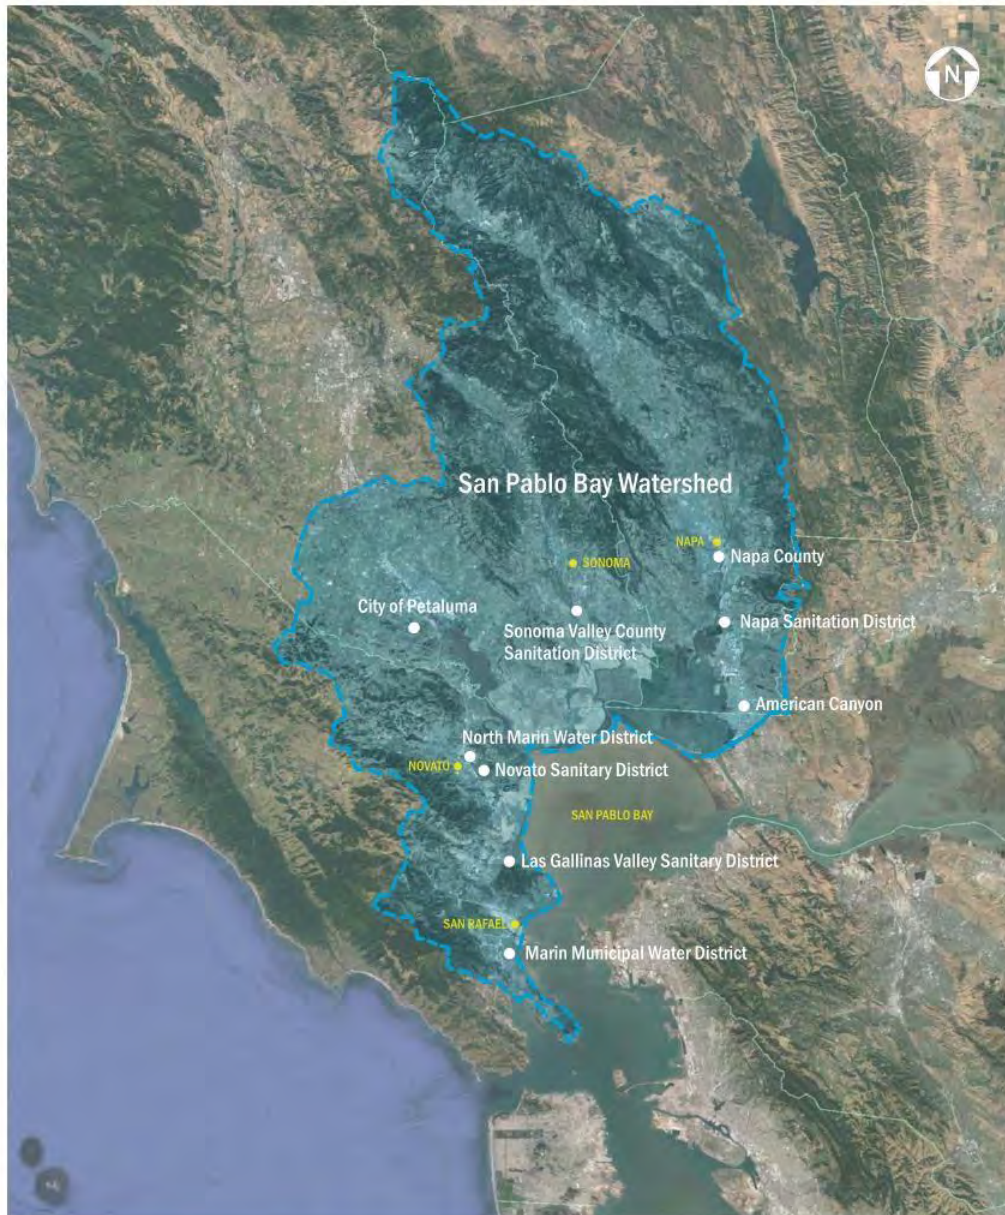 N
San Pablo Bay Watershed
NAPA
Napa County
SONOMA
City of Petaluma
Sonoma Valley County
Sanitation District
Napa Sanitation District
American Canyon
North Marin Water District
NOVATO
Novato Sanitary District
SAN PABLO BAY
Las Gallinas Valley Sanitary District
SAN RAFAEL
Marin Municipal Water District